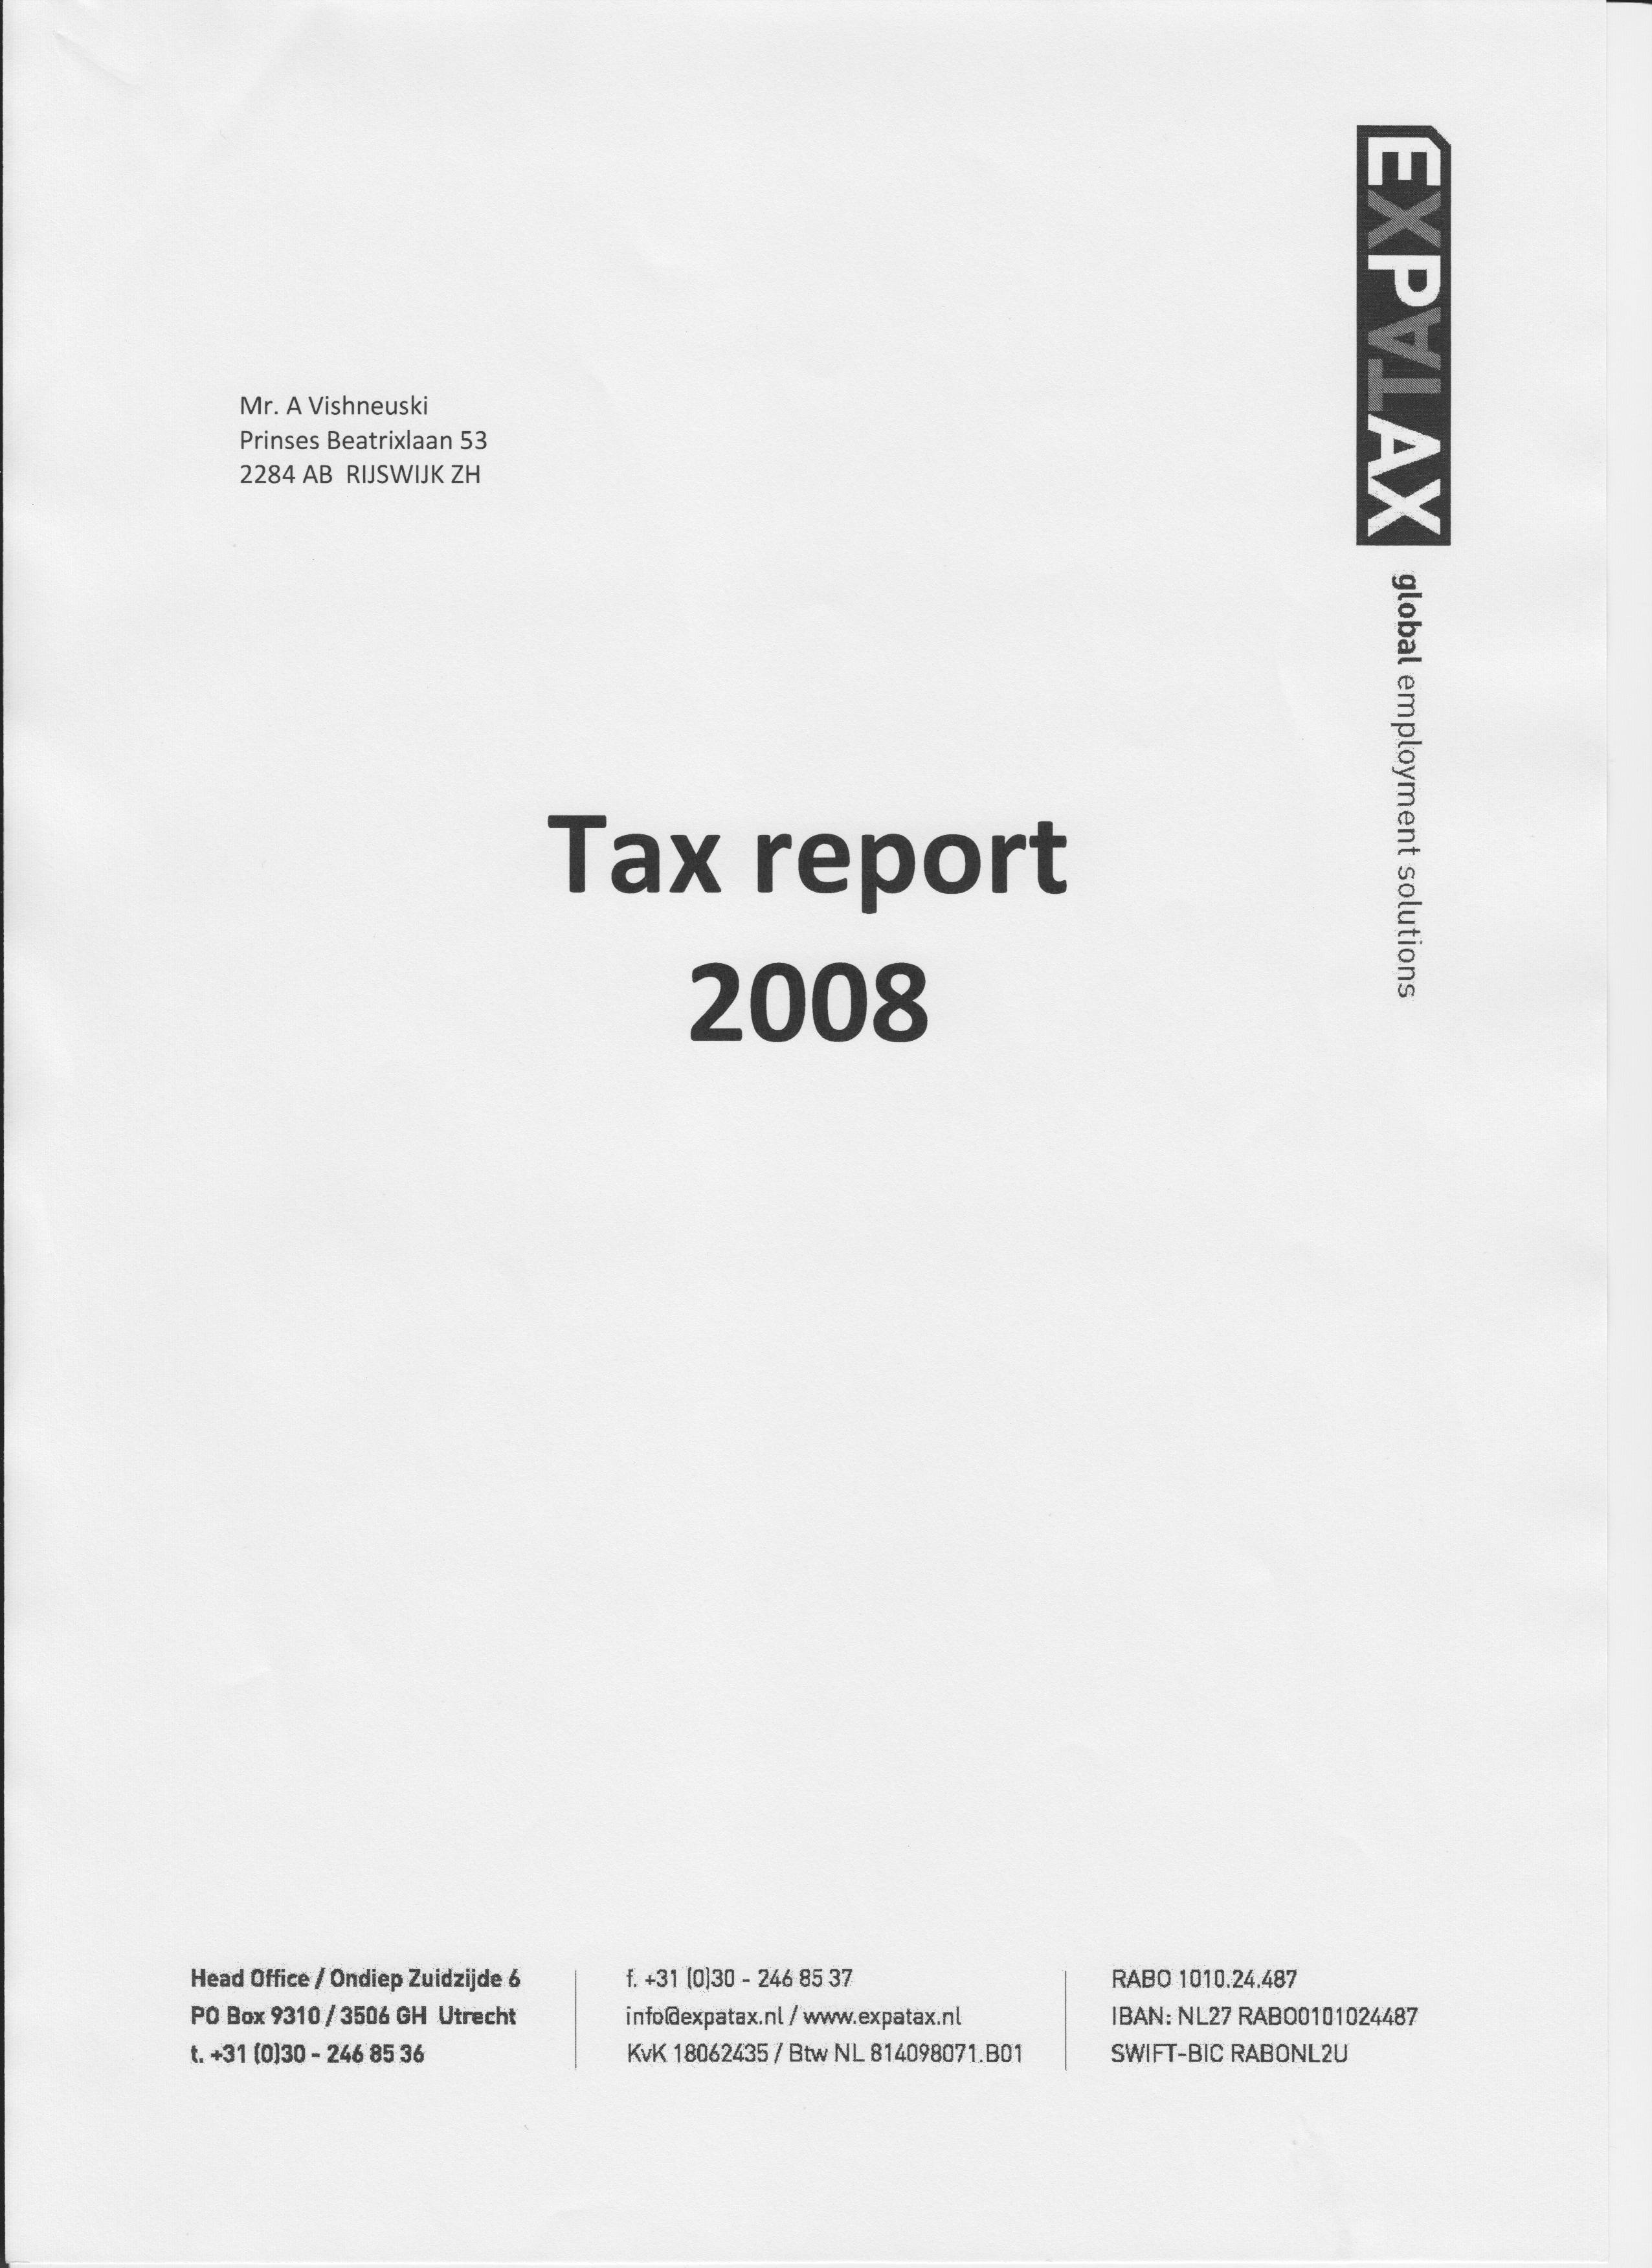 EXPATAX
global employment solutions
Mr. A Vishneuski
Prinses Beatrixlaan 53
2284 AB  RIJSWIJK ZH
Tax report
2008
Head Office / Ondiep Zuidzijde 6
PO Box 9310 / 3506 GH  Utrecht
t. +31 (0)30 - 246 85 36
f. +31 (0)30 - 246 85 37
info@expatax.nl / www.expatax.nl
KvK 18062435 / Btw NL 814098071.B01
RABO 1010.24.487
IBAN: NL27 RABO0101024487
SWIFT-BIC RABONL2U